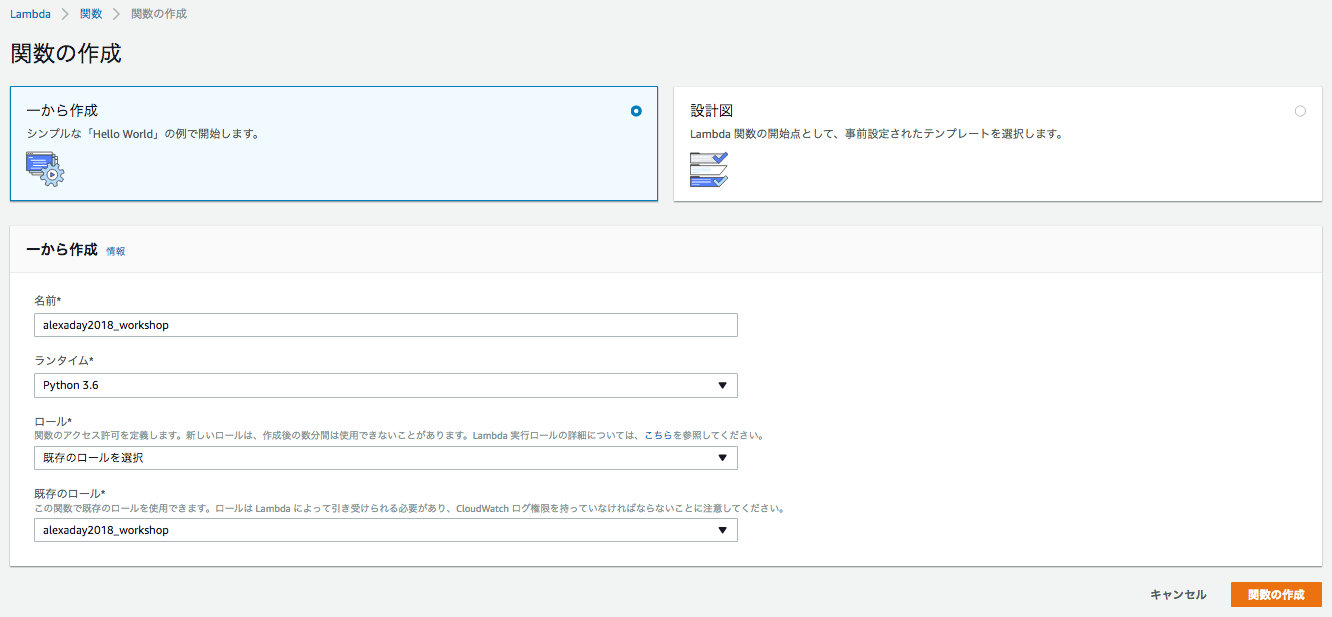 Lambda > 関数 > 関数の作成
関数の作成
一から作成
シンプルな「Hello World」の例で開始します。
設計図
Lambda 関数の開始点として、事前設定されたテンプレートを選択します。
一から作成 情報
名前*
alexaday2018_workshop
ランタイム*
Python 3.6
ロール*
関数のアクセス許可を定義します。新しいロールは、作成後の数分間は使用できないことがあります。Lambda 実行ロールの詳細については、こちらを参照してください。
既存のロールを選択
既存のロール*
この関数で既存のロールを使用できます。ロールは Lambda によって引き受けられる必要があり、CloudWatch ログ権限を持っていなければならないことに注意してください。
alexaday2018_workshop
キャンセル 関数の作成